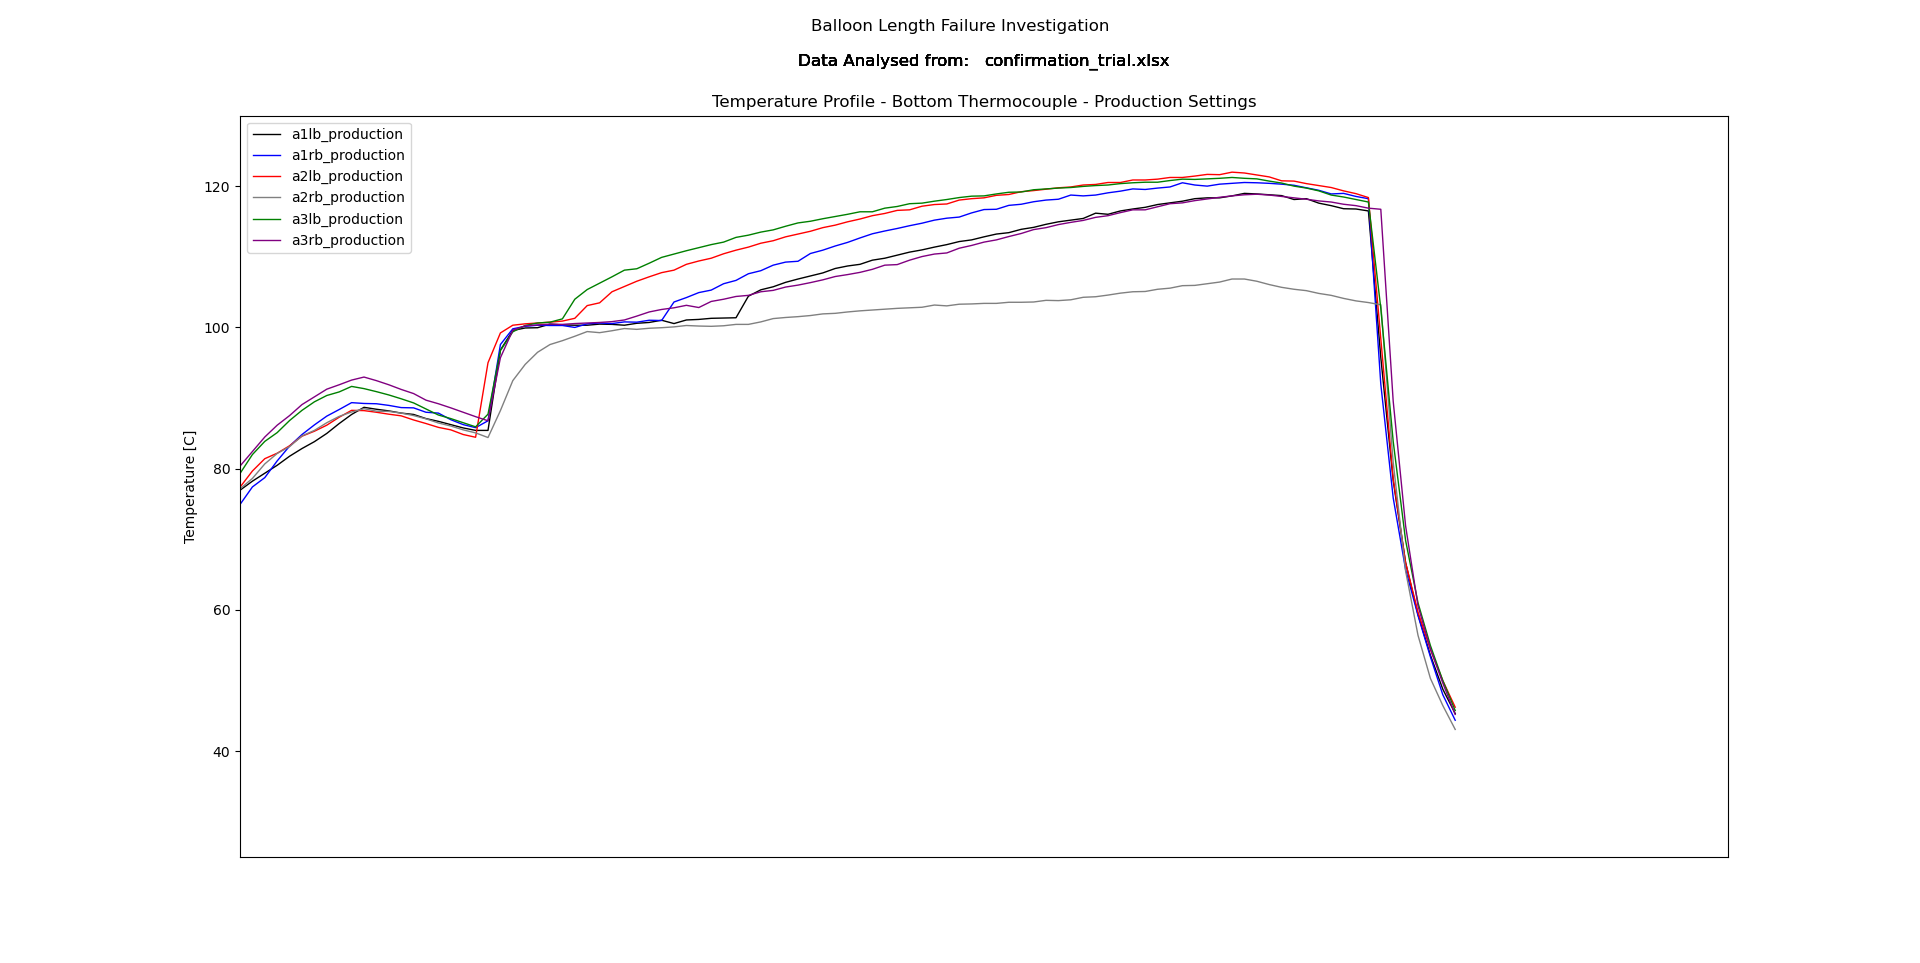 Balloon Length Failure Investigation
Data Analysed from:   confirmation_trial.xlsx
Temperature Profile - Bottom Thermocouple - Production Settings
a1lb_production
a1rb_production
a2lb_production
a2rb_production
a3lb_production
a3rb_production
120
100
80
60
40
Temperature [C]